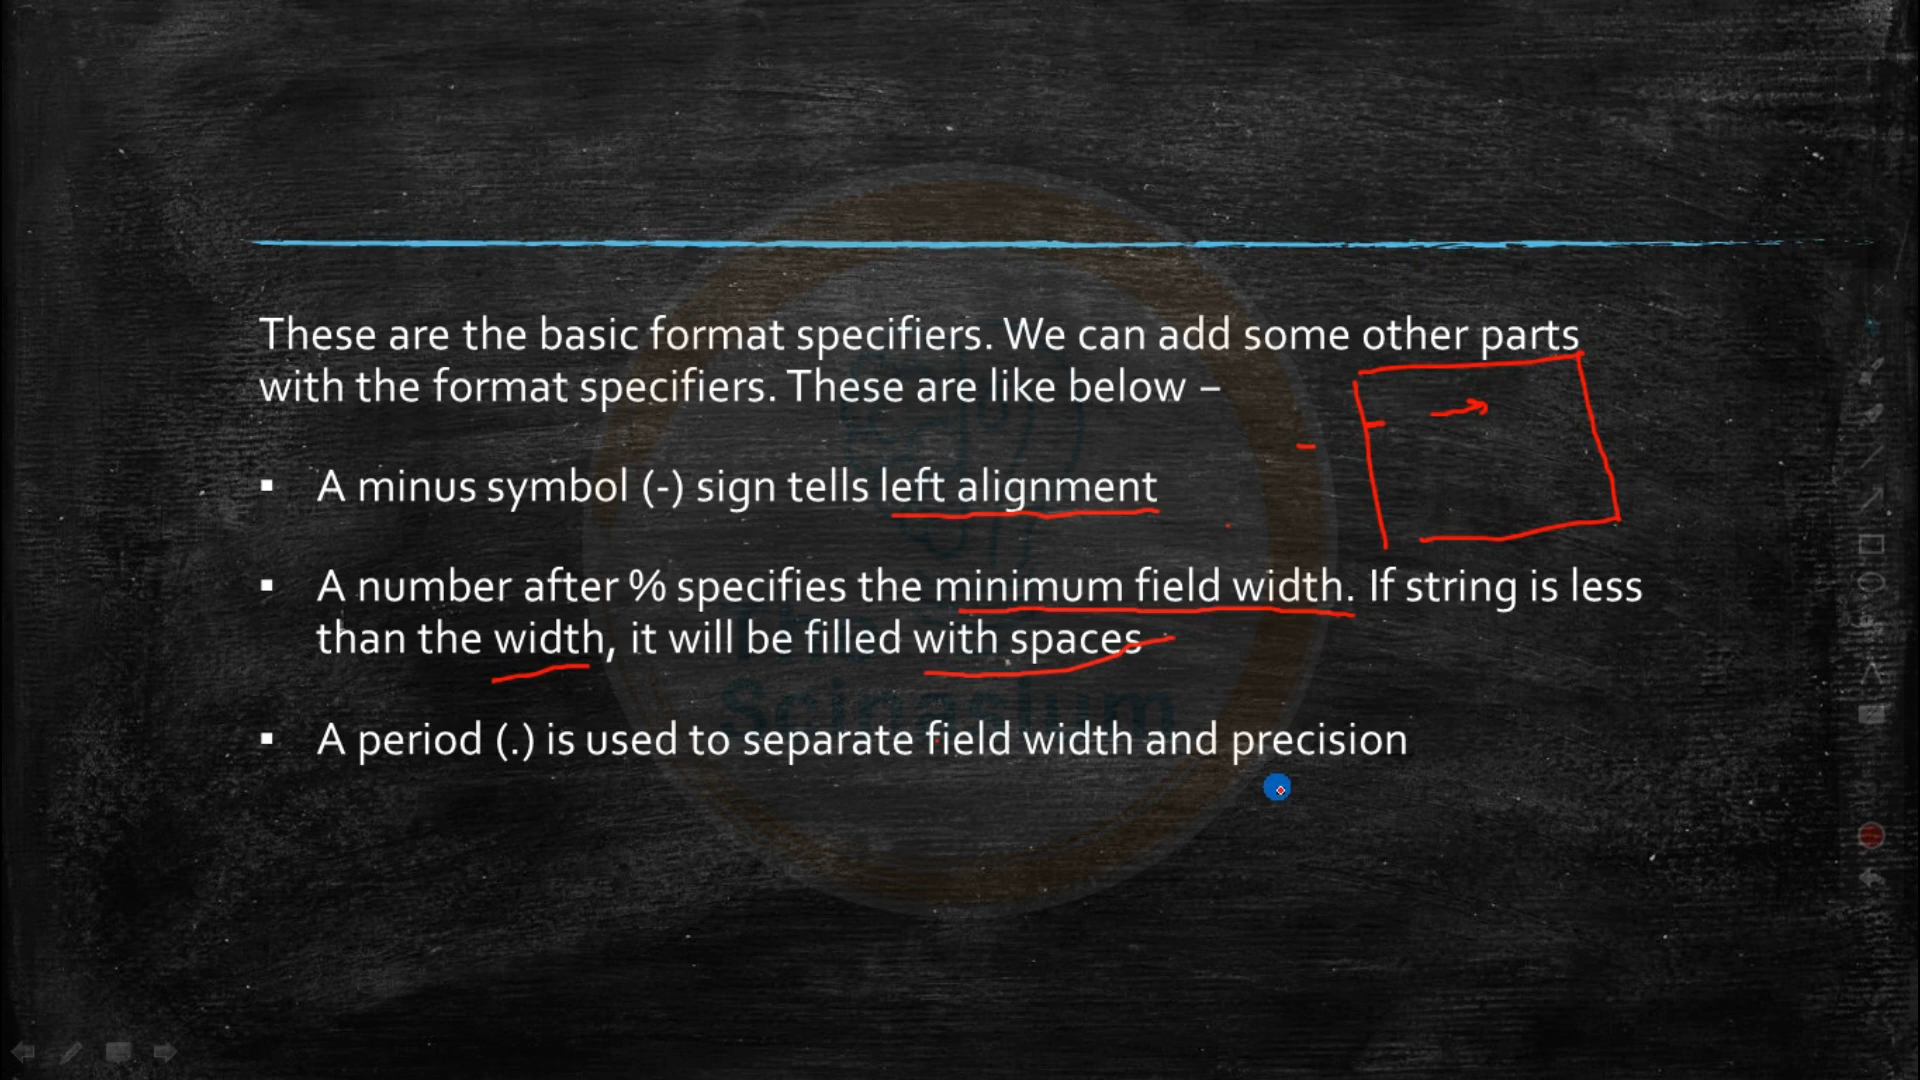 These are the basic format specifiers. We can add some other parts
with the format specifiers. These are like below –
▪ A minus symbol (-) sign tells left alignment
▪ A number after % specifies the minimum field width. If string is less
than the width, it will be filled with spaces
▪ A period (.) is used to separate field width and precision
The
Scinasium